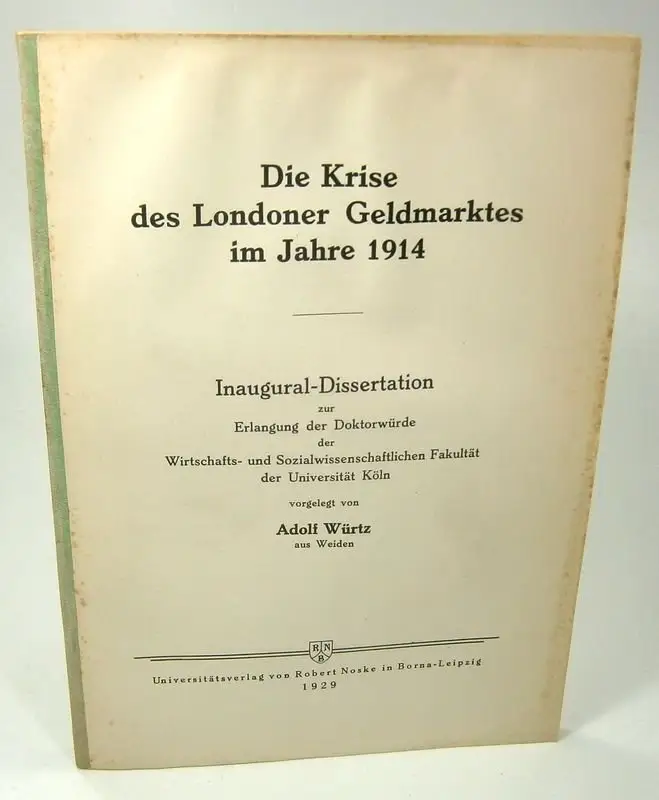 Die Krise
des Londoner Geldmarktes
im Jahre 1914
Inaugural-Dissertation
zur
Erlangung der Doktorwürde
der
Wirtschafts- und Sozialwissenschaftlichen Fakultät
der Universität Köln
vorgelegt von
Adolf Würtz
aus Weiden
R N
B
Universitätsverlag von Robert Noske in Borna-Leipzig
1929